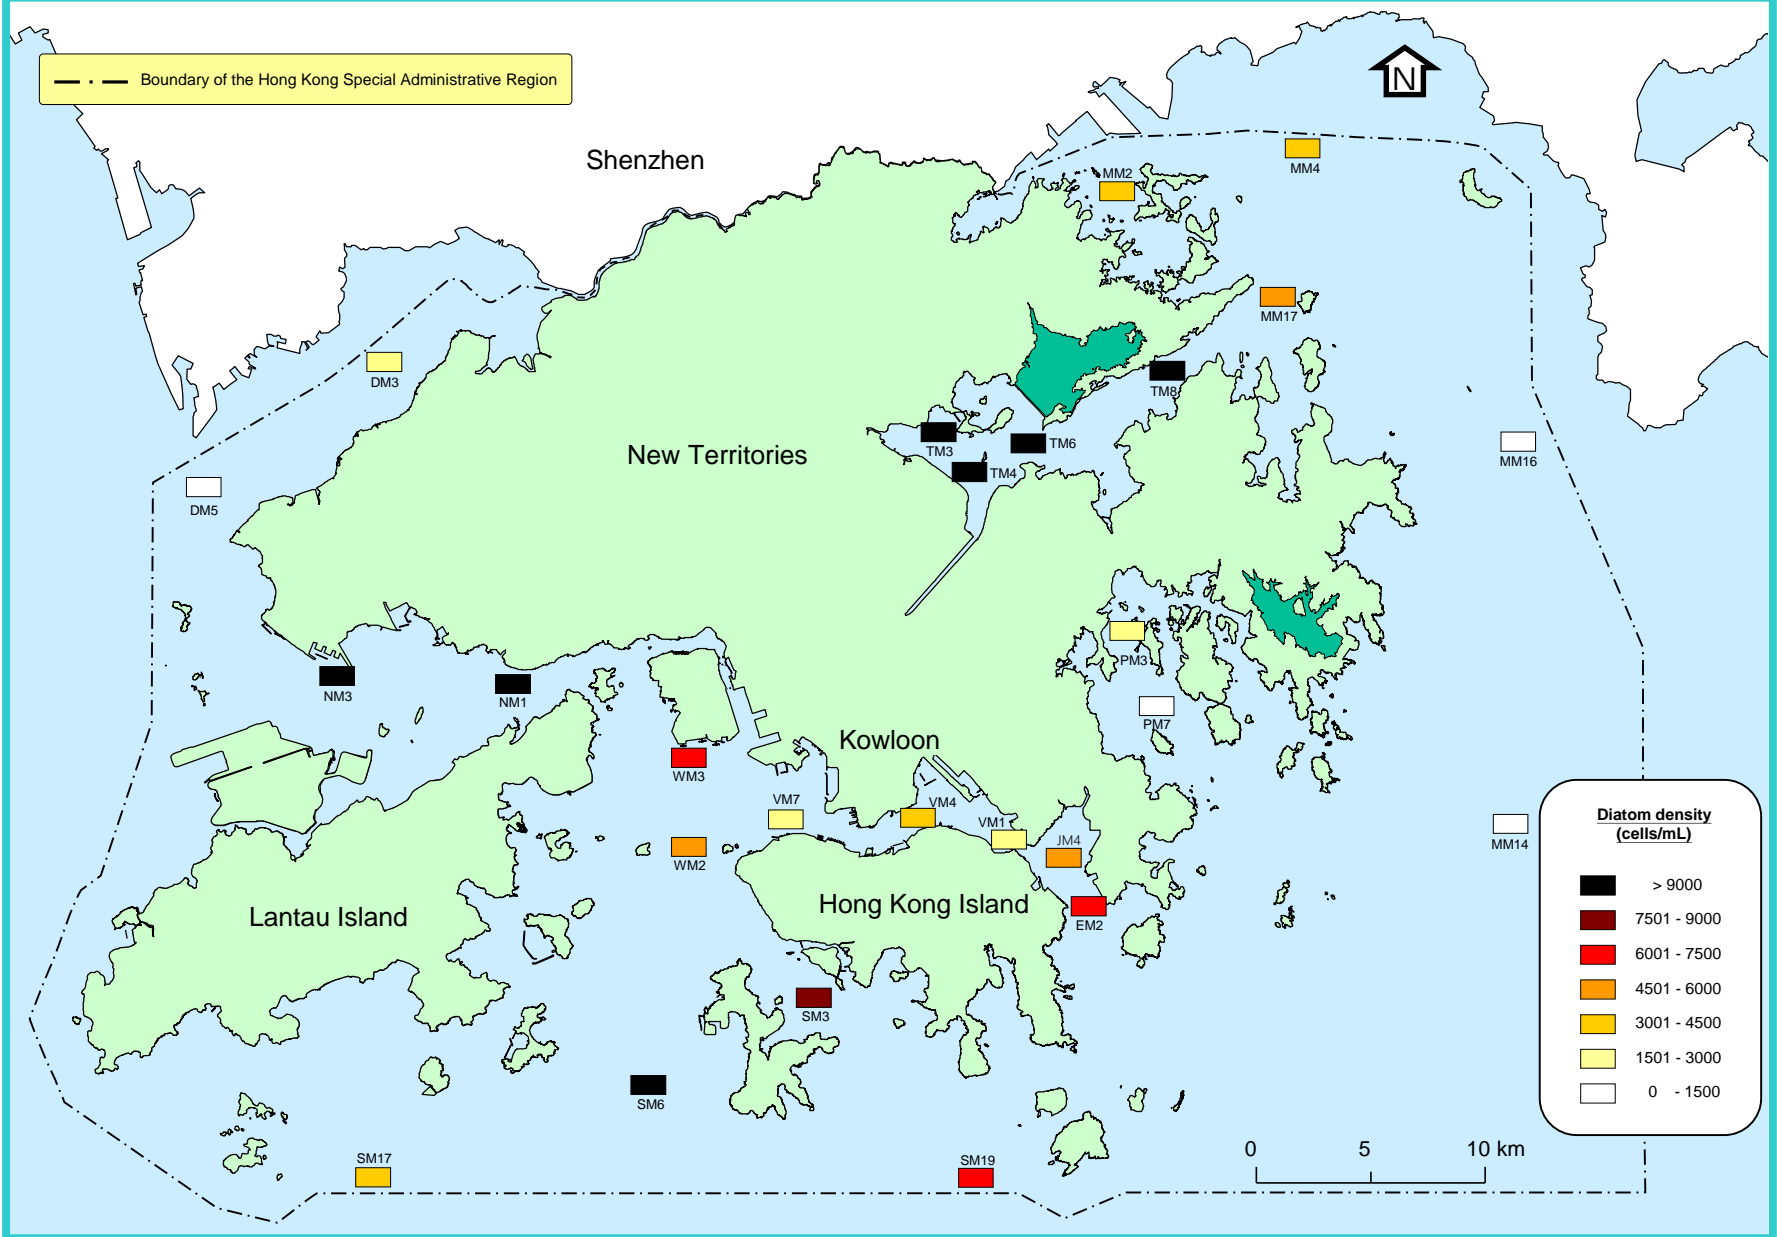 Boundary of the Hong Kong Special Administrative Region
N
Shenzhen
MM4
MM2
MM17
DM3
TM8
TM3
TM6
New Territories
TM4
MM16
DM5
PM3
NM3
NM1
PM7
Kowloon
WM3
VM7
VM4
VM1
JM4
MM14
WM2
Lantau Island
Hong Kong Island
EM2
SM3
SM6
SM17
SM19
Diatom density
(cells/mL)
> 9000
7501 - 9000
6001 - 7500
4501 - 6000
3001 - 4500
1501 - 3000
0 - 1500
0 5 10 km